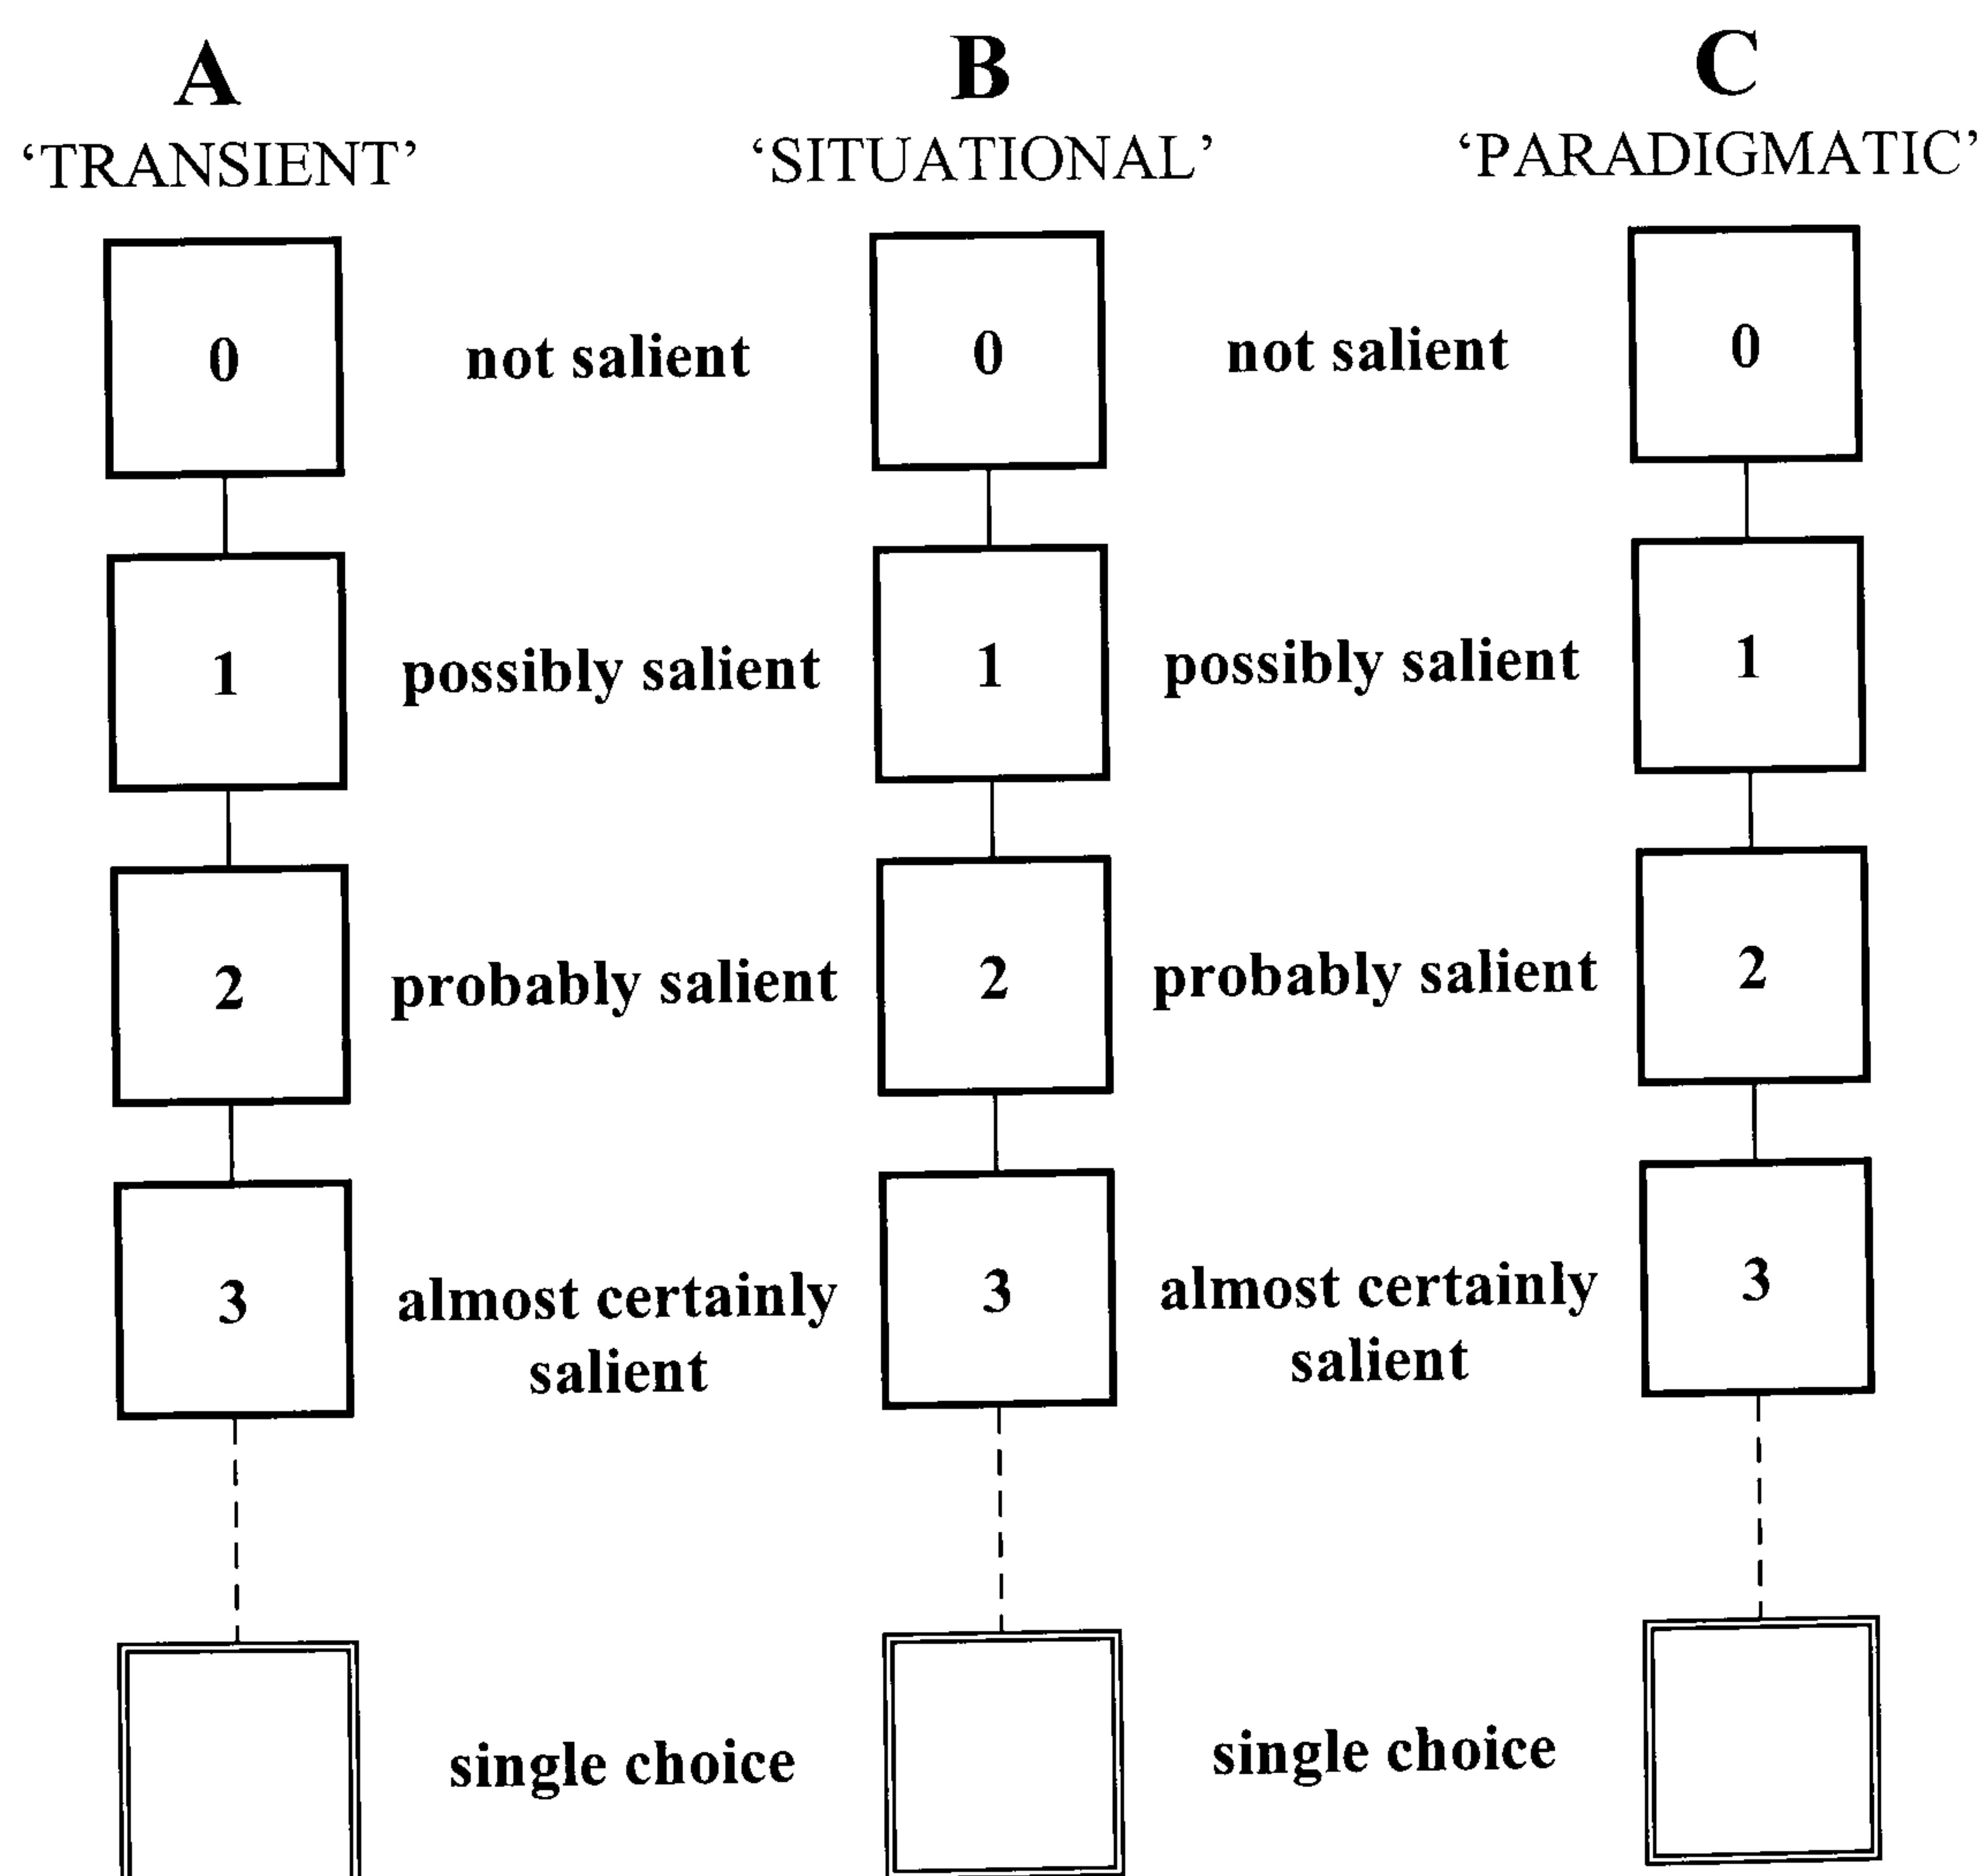 A B C
‘TRANSIENT’ ‘SITUATIONAL’ ‘PARADIGMATIC’
0 not salient 0 not salient 0
1 possibly salient 1 possibly salient 1
2 probably salient 2 probably salient 2
3 almost certainly 3 almost certainly 3
salient salient
single choice single choice